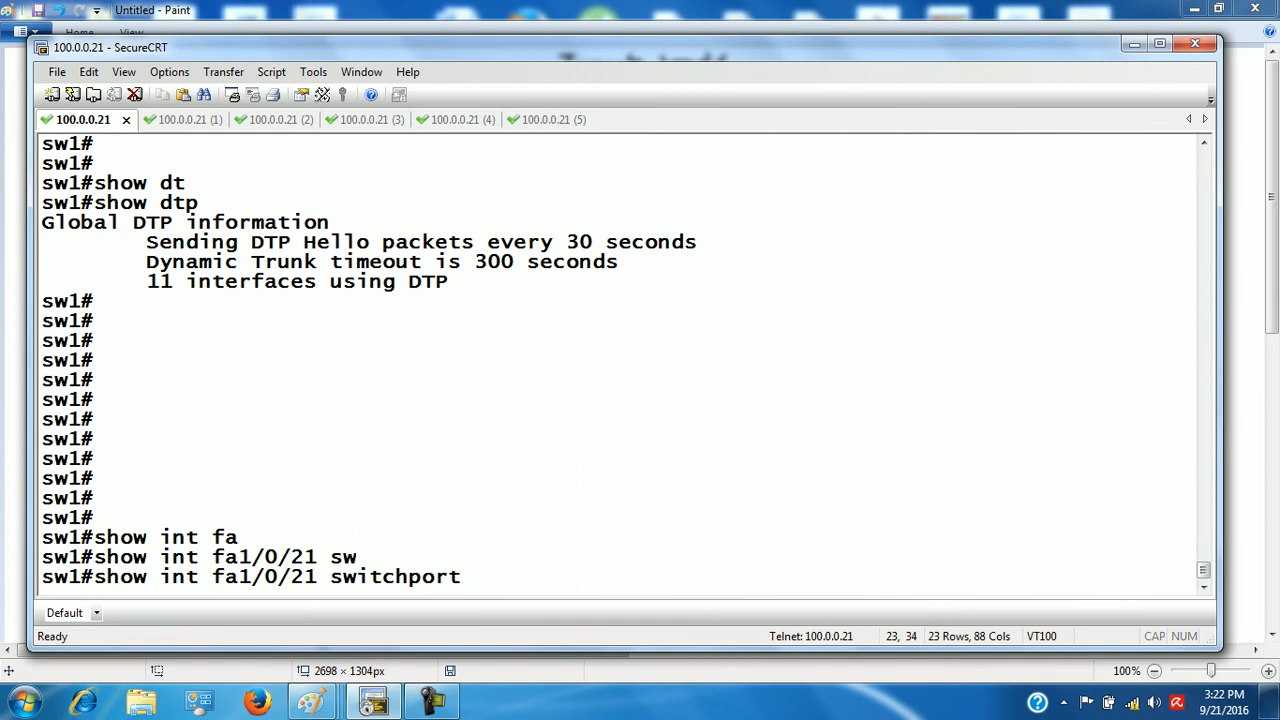 Untitled - Paint
Home
View
100.0.0.21 - SecureCRT
File Edit View Options Transfer Script Tools Window Help
100.0.0.21 100.0.0.21 (1) 100.0.0.21 (2) 100.0.0.21 (3) 100.0.0.21 (4) 100.0.0.21 (5)
sw1#
sw1#
sw1#show dt
sw1#show dtp
Global DTP information
Sending DTP Hello packets every 30 seconds
Dynamic Trunk timeout is 300 seconds
11 interfaces using DTP
sw1#
sw1#
sw1#
sw1#
sw1#
sw1#
sw1#
sw1#
sw1#
sw1#
sw1#
sw1#
sw1#show int fa
sw1#show int fa1/0/21 sw
sw1#show int fa1/0/21 switchport
Default
Ready Telnet: 100.0.0.21 23, 34 23 Rows, 88 Cols VT100 CAP NUM
2698 × 1304px 100%
3:22 PM
9/21/2016